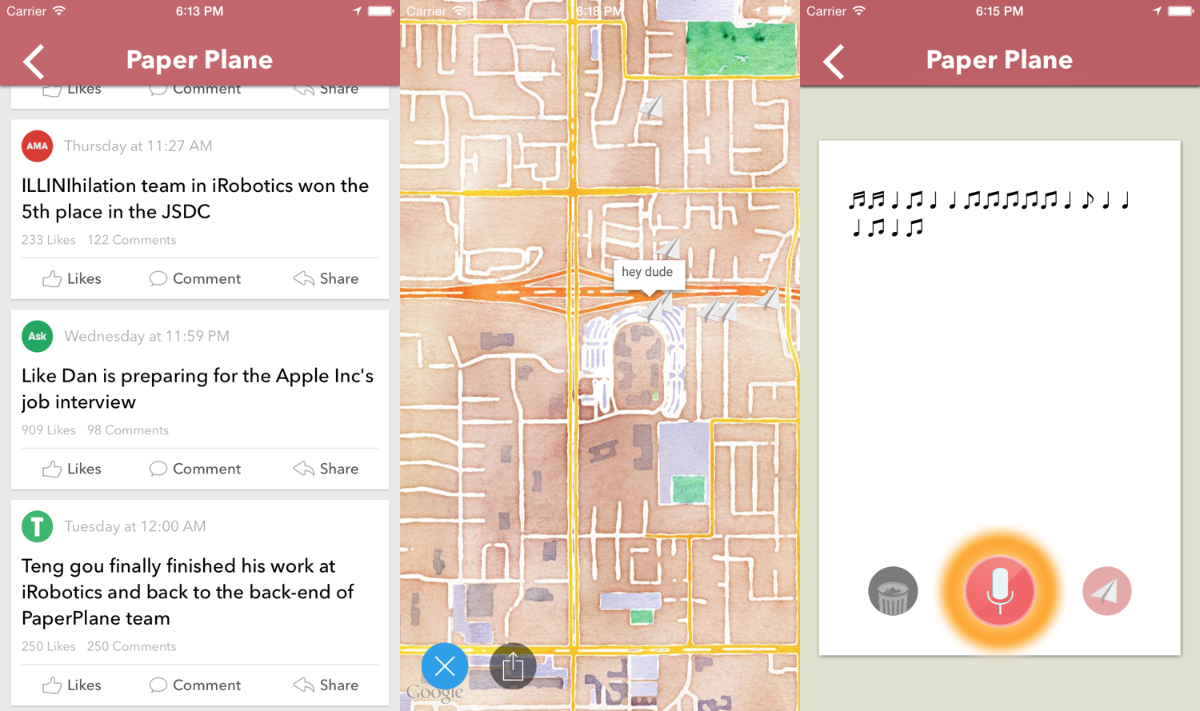 Carrier 6:13 PM
Paper Plane
Likes Comment Share
AMA Thursday at 11:27 AM
ILLINIhilation team in iRobotics won the
5th place in the JSDC
233 Likes 122 Comments
Likes Comment Share
Ask Wednesday at 11:59 PM
Like Dan is preparing for the Apple Inc's
job interview
909 Likes 98 Comments
Likes Comment Share
T Tuesday at 12:00 AM
Teng gou finally finished his work at
iRobotics and back to the back-end of
PaperPlane team
250 Likes 250 Comments
Likes Comment Share
Carrier 6:18 PM
hey dude
Google
Carrier 6:15 PM
Paper Plane